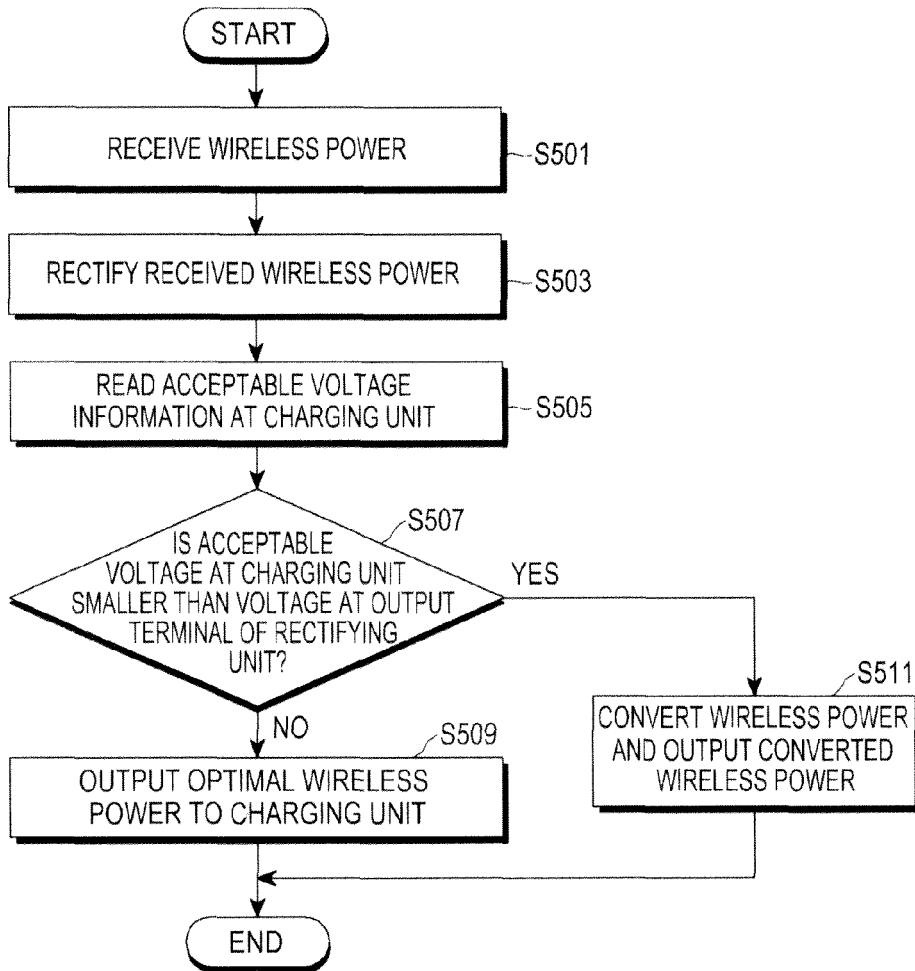 START
RECEIVE WIRELESS POWER
S501
RECTIFY RECEIVED WIRELESS POWER
S503
READ ACCEPTABLE VOLTAGE
INFORMATION AT CHARGING UNIT
S505
S507
IS ACCEPTABLE
VOLTAGE AT CHARGING UNIT
SMALLER THAN VOLTAGE AT OUTPUT
TERMINAL OF RECTIFYING
UNIT?
YES
NO
S511
CONVERT WIRELESS POWER
AND OUTPUT CONVERTED
WIRELESS POWER
S509
OUTPUT OPTIMAL WIRELESS
POWER TO CHARGING UNIT
END